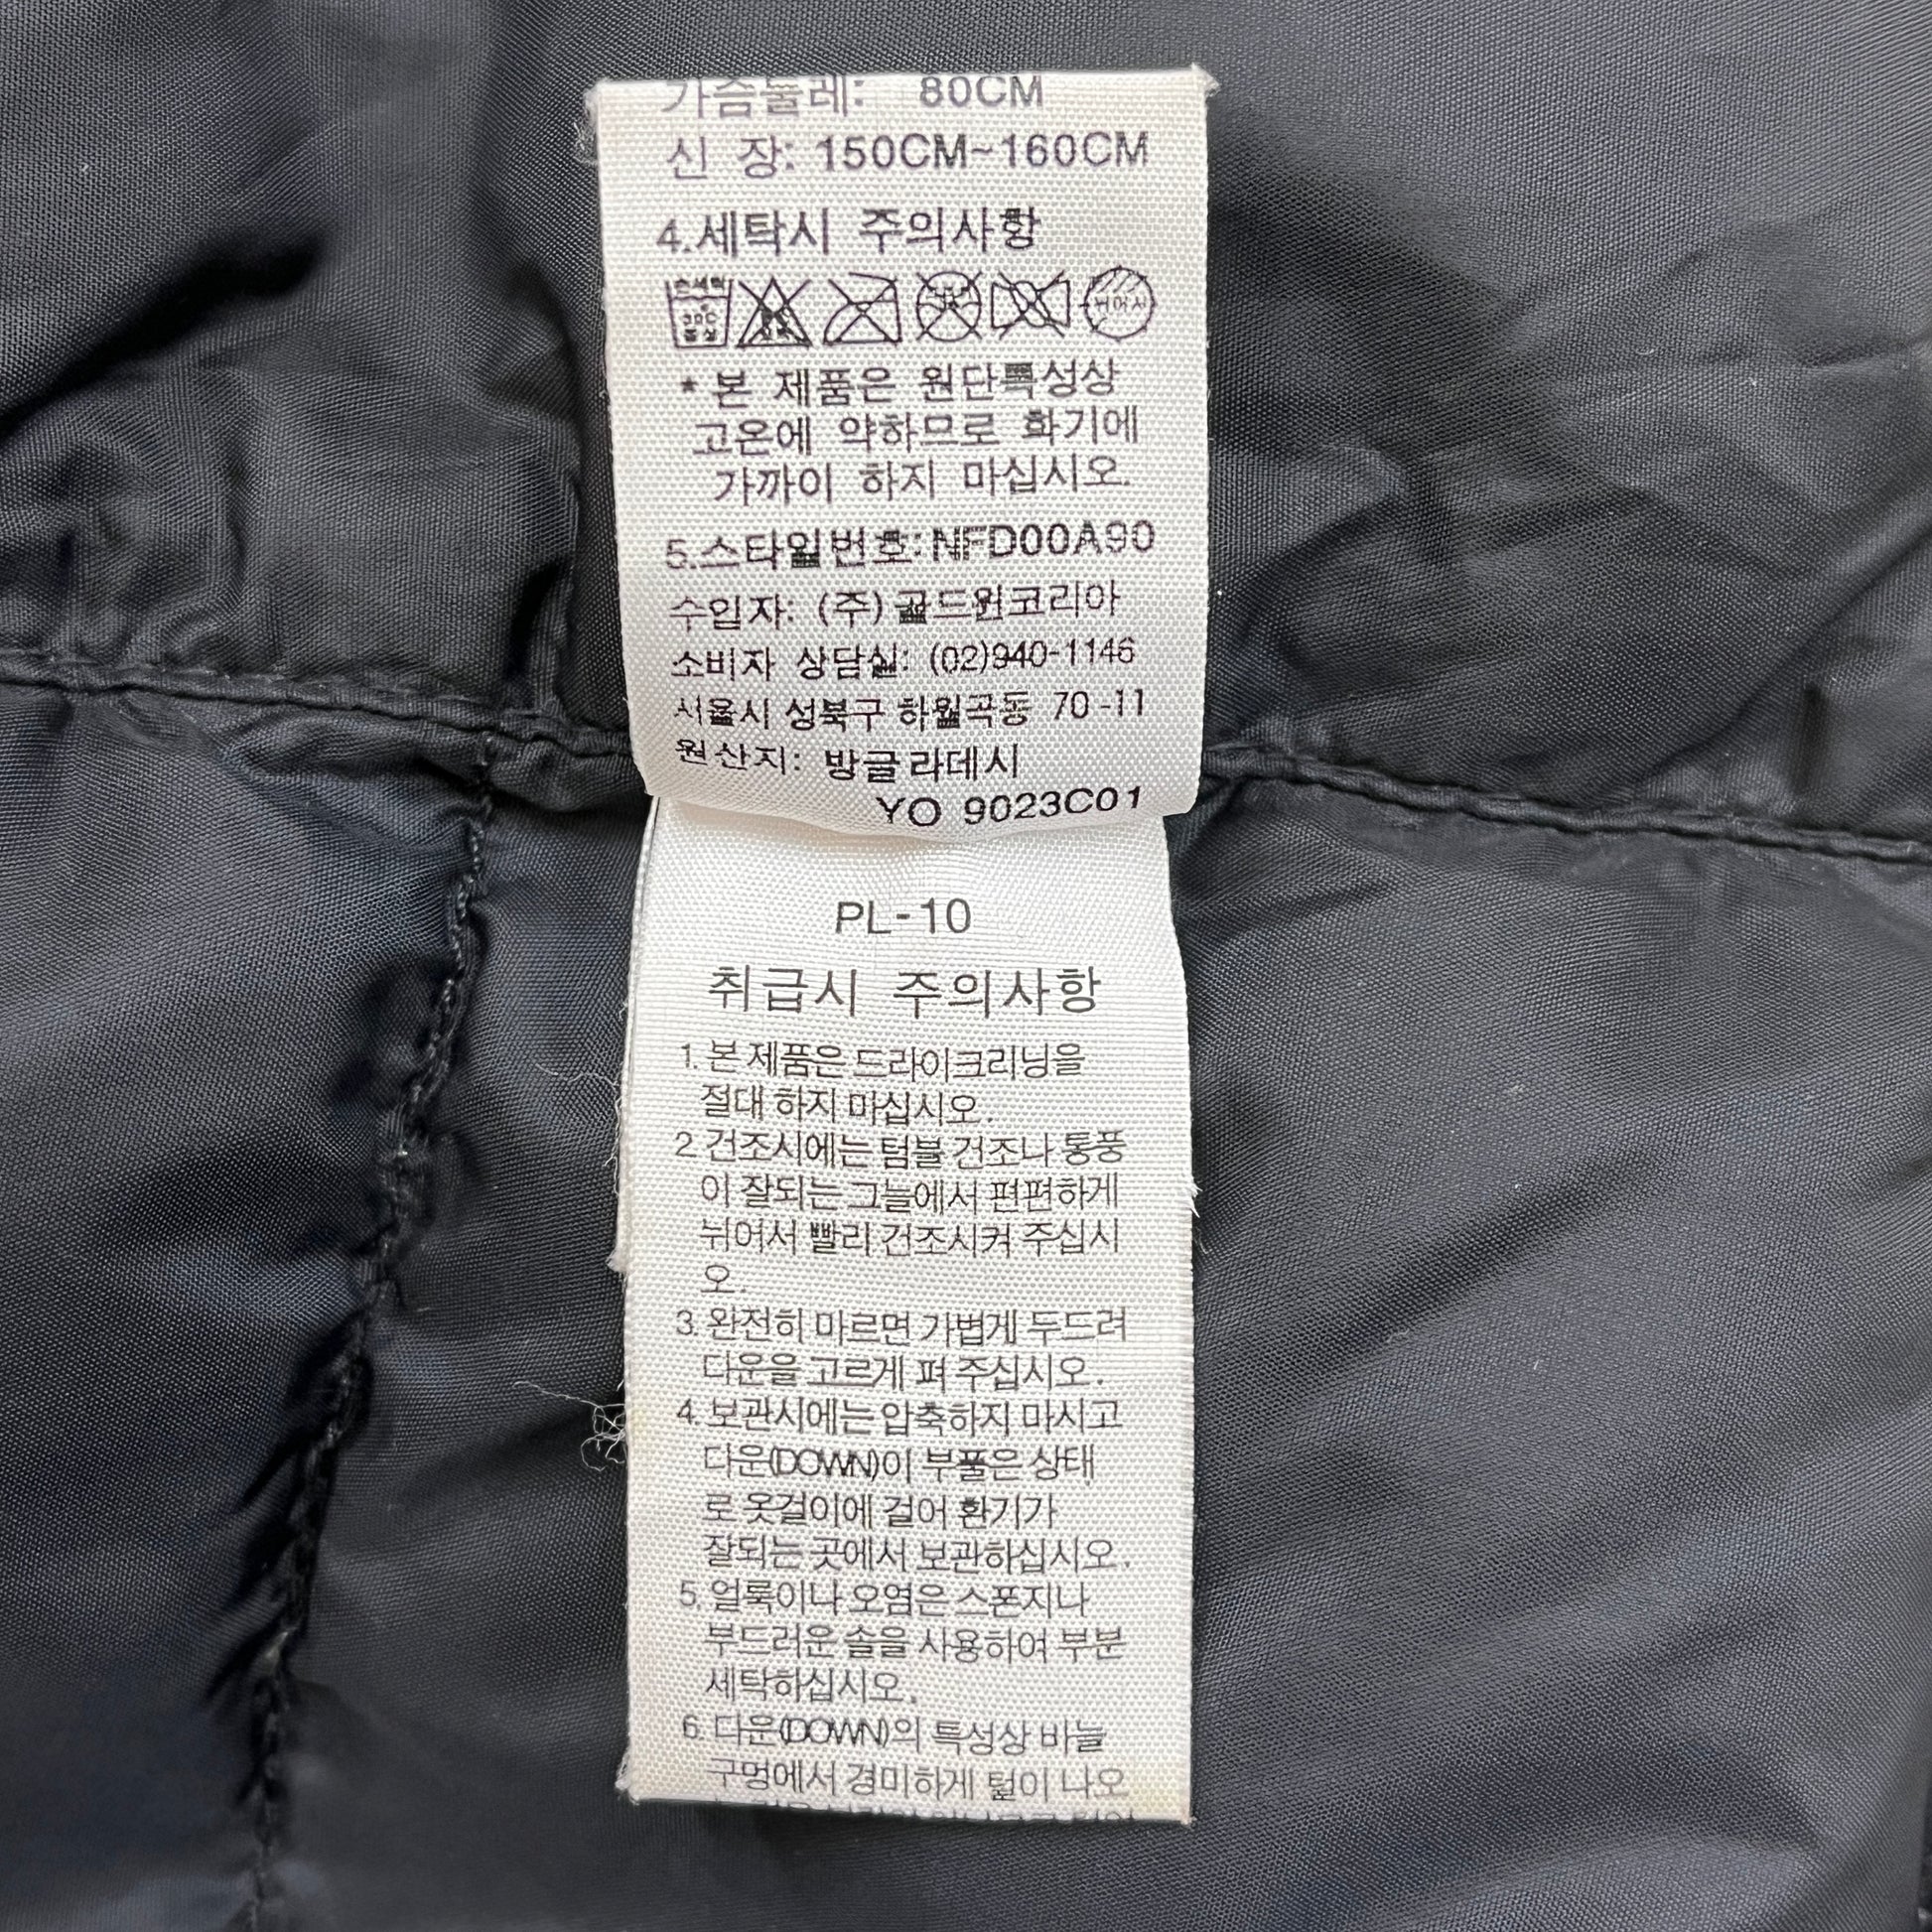 가슴둘레: 80CM
신 장: 150CM~160CM
4.세탁시 주의사항
손세탁
30℃
중성
뉘어서
* 본 제품은 원단특성상
고온에 약하므로 화기에
가까이 하지 마십시오.
5.스타일번호:NFD00A90
수입자: (주)골드윈코리아
소비자 상담실: (02)940-1146
서울시 성북구 하월곡동 70-11
원산지: 방글라데시
YO 9023C01
PL-10
취급시 주의사항
1. 본 제품은 드라이크리닝을
절대 하지 마십시오.
2. 건조시에는 텀블 건조나 통풍
이 잘되는 그늘에서 편편하게
뉘어서 빨리 건조시켜 주십시
오.
3. 완전히 마르면 가볍게 두드려
다운을 고르게 펴 주십시오.
4. 보관시에는 압축하지 마시고
다운(DOWN)이 부풀은 상태
로 옷걸이에 걸어 환기가
잘되는 곳에서 보관하십시오.
5. 얼룩이나 오염은 스폰지나
부드러운 솔을 사용하여 부분
세탁하십시오.
6. 다운(DOWN)의 특성상 바늘
구멍에서 경미하게 털이 나오